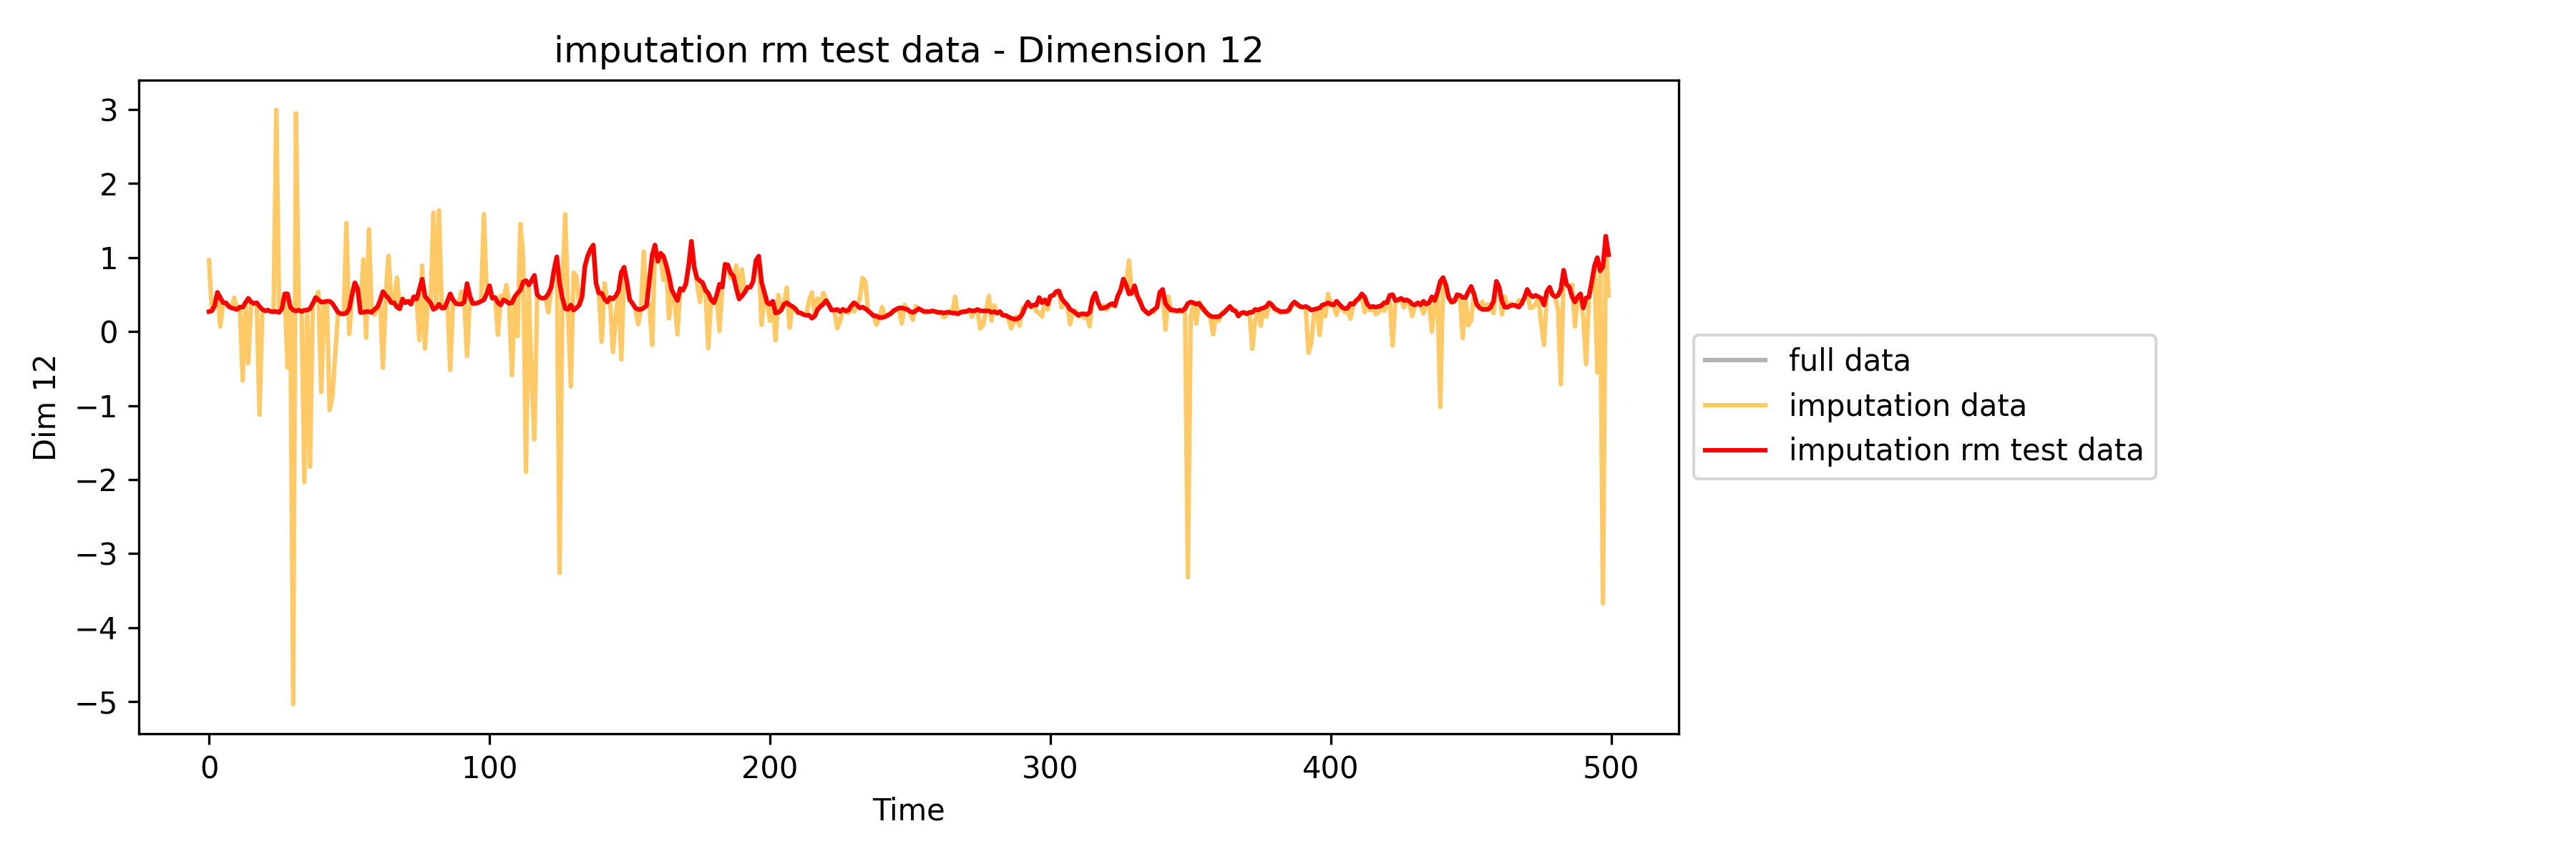 imputation rm test data - Dimension 12
3
2
1
0
−1
−2
−3
−4
−5
Dim 12
0 100 200 300 400 500
Time
full data
imputation data
imputation rm test data